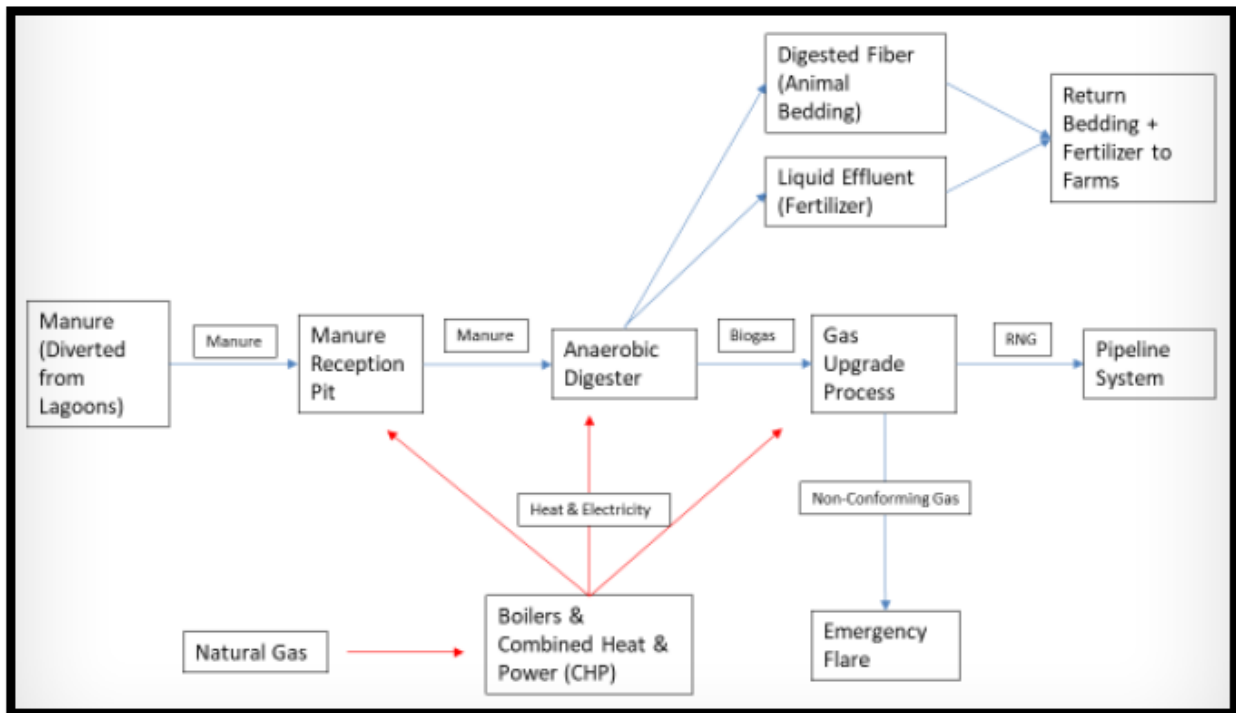 Digested Fiber
(Animal
Bedding)
Return
Bedding +
Fertilizer to
Farms
Liquid Effluent
(Fertilizer)
Manure
(Diverted
from
Lagoons)
Manure
Manure
Reception
Pit
Manure
Anaerobic
Digester
Biogas
Gas
Upgrade
Process
RNG
Pipeline
System
Heat & Electricity
Non-Conforming Gas
Natural Gas
Boilers &
Combined Heat &
Power (CHP)
Emergency
Flare